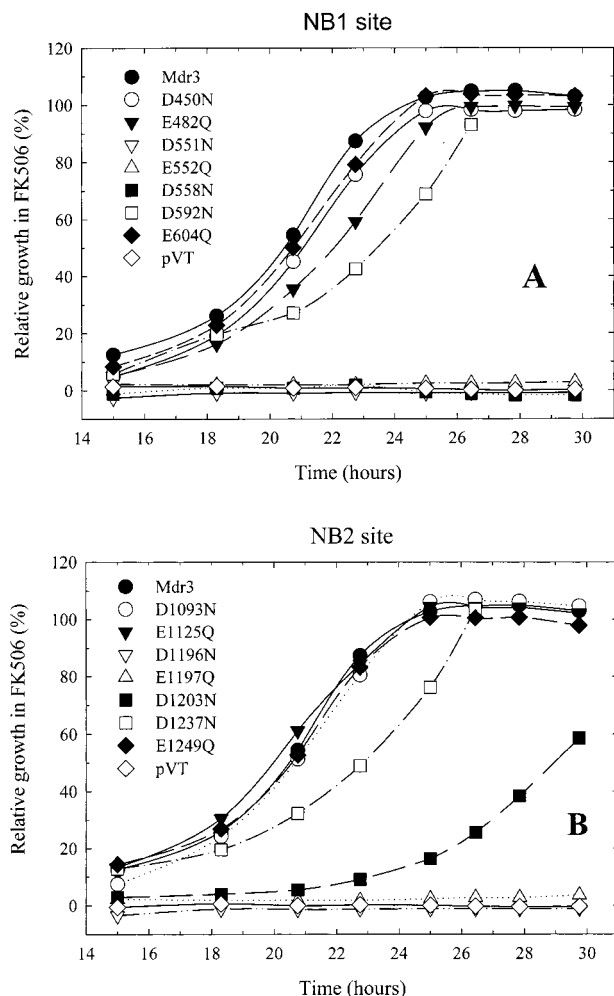 NB1 site
Relative growth in FK506 (%)
120
100
80
60
40
20
0
Mdr3
D450N
E482Q
D551N
E552Q
D558N
D592N
E604Q
pVT
A
14 16 18 20 22 24 26 28 30
Time (hours)
NB2 site
Relative growth in FK506 (%)
120
100
80
60
40
20
0
Mdr3
D1093N
E1125Q
D1196N
E1197Q
D1203N
D1237N
E1249Q
pVT
B
14 16 18 20 22 24 26 28 30
Time (hours)